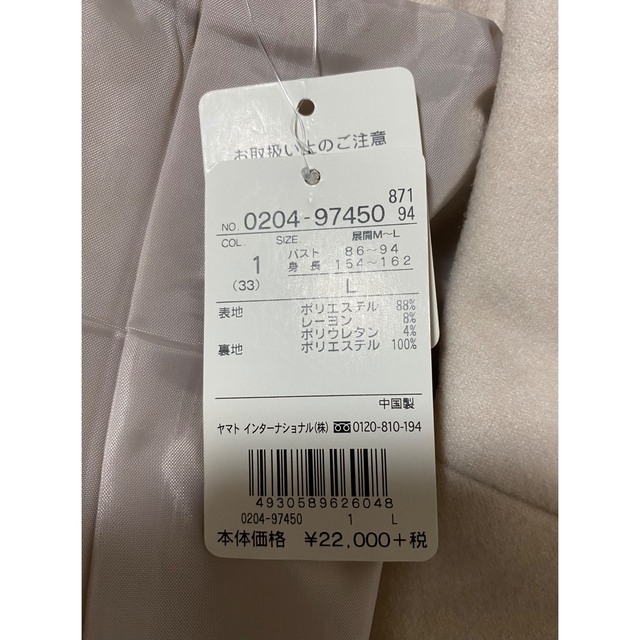 お取扱い上のご注意
871
NO. 0204-97450 94
COL. SIZE 展開M～L
1 バスト 86～94
(33) 身長 154～162
L
表地 ポリエステル 88%
レーヨン 8%
ポリウレタン 4%
裏地 ポリエステル 100%
中国製
ヤマト インターナショナル(株) 0120-810-194
4930589626048
0204-97450 1 L
本体価格 ¥22,000+税